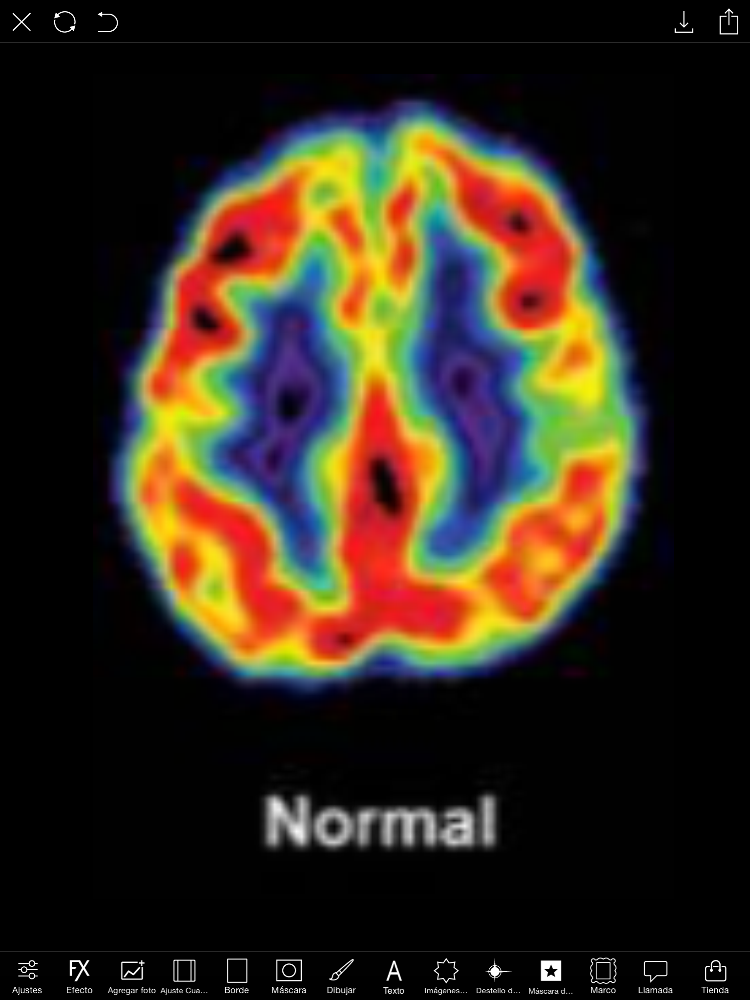 Normal
Ajustes
Efecto
Agregar foto
Ajuste Cua...
Borde
Máscara
Dibujar
Texto
Imágenes...
Destello d...
Máscara d...
Marco
Llamada
Tienda